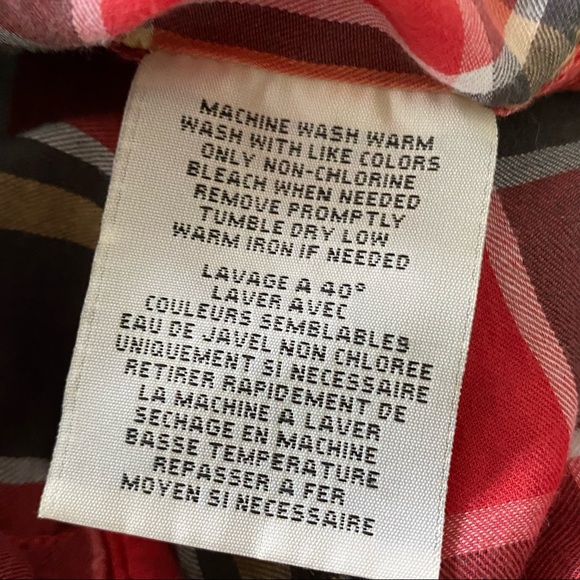 MACHINE WASH WARM
WASH WITH LIKE COLORS
ONLY NON-CHLORINE
BLEACH WHEN NEEDED
REMOVE PROMPTLY
TUMBLE DRY LOW
WARM IRON IF NEEDED
LAVAGE A 40°
LAVER AVEC
COULEURS SEMBLABLES
EAU DE JAVEL NON CHLOREE
UNIQUEMENT SI NECESSAIRE
RETIRER RAPIDEMENT DE
LA MACHINE A LAVER
SECHAGE EN MACHINE
BASSE TEMPERATURE
REPASSER A FER
MOYEN SI NECESSAIRE